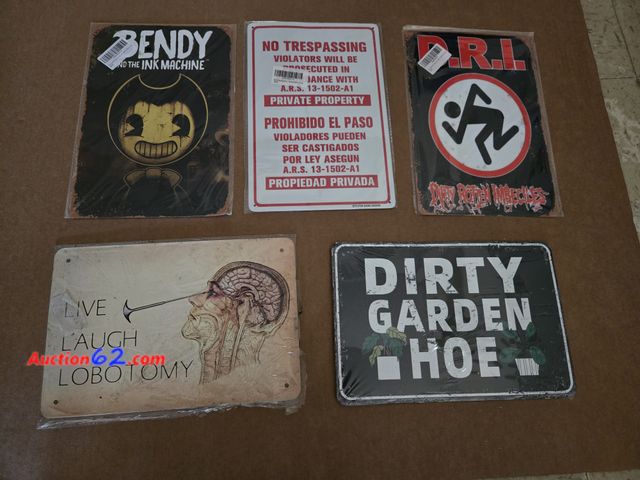 BENDY
AND THE INK MACHINE
NO TRESPASSING
VIOLATORS WILL BE
PROSECUTED IN
A.R.S. 13-1502-A1
PRIVATE PROPERTY
PROHIBIDO EL PASO
VIOLADORES PUEDEN
SER CASTIGADOS
POR LEY ASEGUN
A.R.S. 13-1502-A1
PROPIEDAD PRIVADA
D.R.I.
DIRTY ROTTEN IMBECILES
LIVE
LAUGH
Auction62.com
LOBOTOMY
DIRTY
GARDEN
HOE